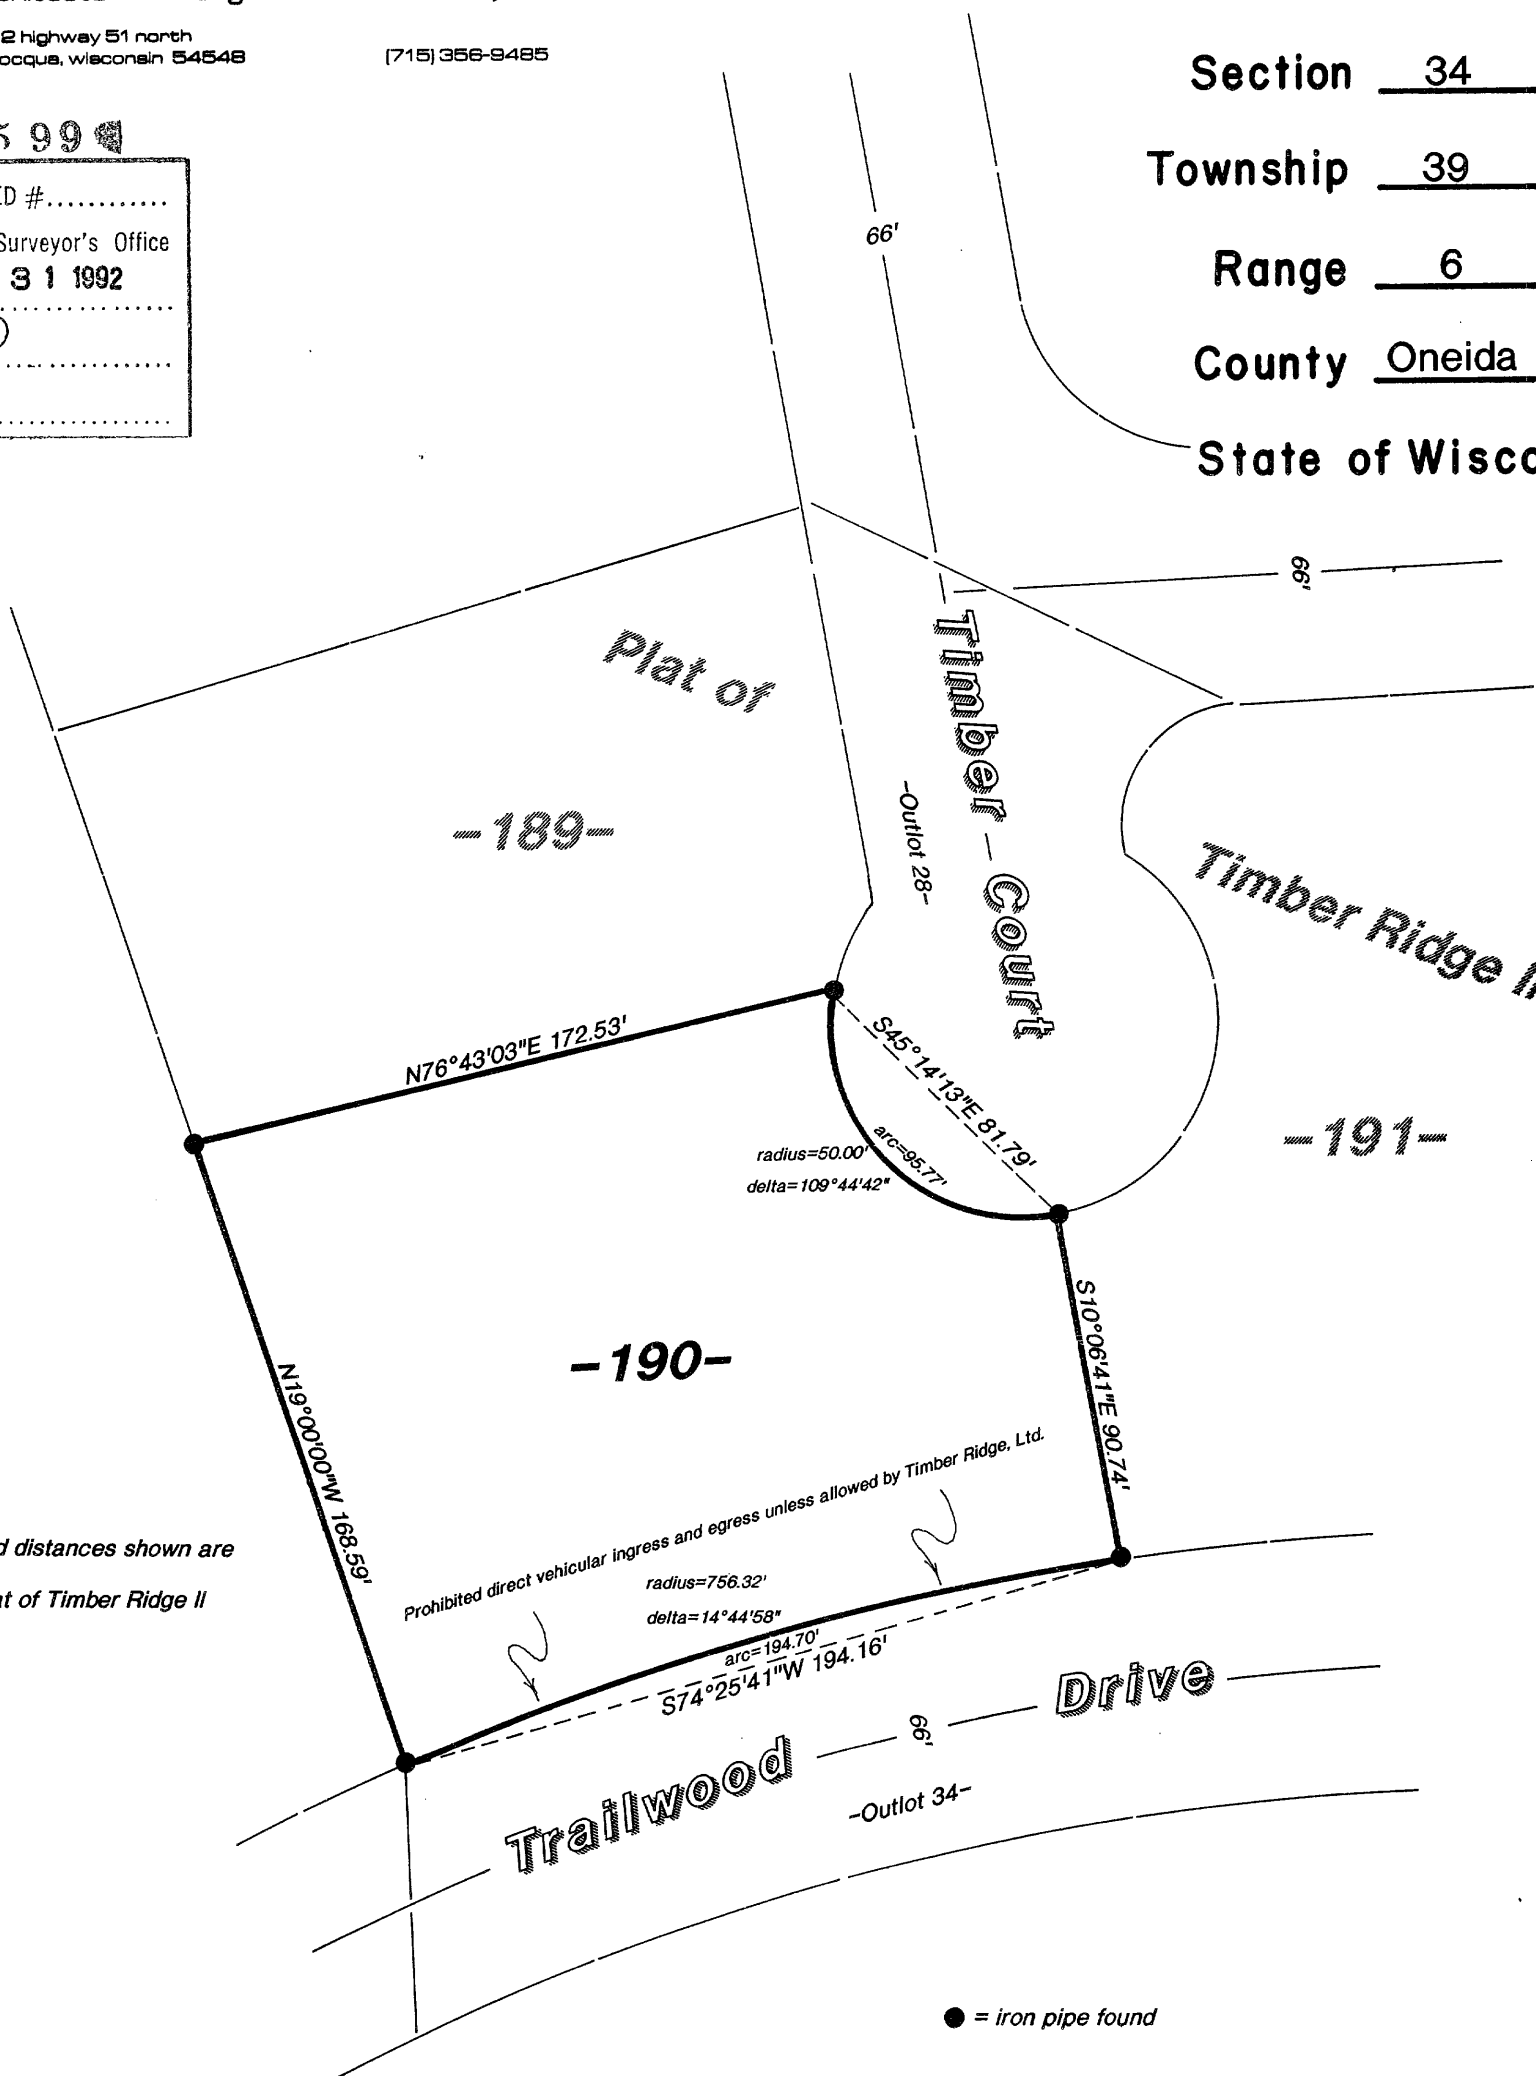 2 highway 51 north
ocqua, wisconsin 54548
(715) 356-9485
99
ED #............
Surveyor's Office
31 1992
Section 34
Township 39
Range 6
County Oneida
State of Wisco
66'
66'
Plat of
Timber Court
-Outlot 28-
-189-
Timber Ridge II
N76°43'03"E 172.53'
S45°14'13"E 81.79'
arc=95.77'
radius=50.00'
delta=109°44'42"
-191-
-190-
S10°06'41"E 90.74'
N19°00'00"W 168.59'
Prohibited direct vehicular ingress and egress unless allowed by Timber Ridge, Ltd.
d distances shown are
at of Timber Ridge II
radius=756.32'
delta=14°44'58"
arc=194.70'
S74°25'41"W 194.16'
Trailwood Drive
66'
-Outlot 34-
= iron pipe found